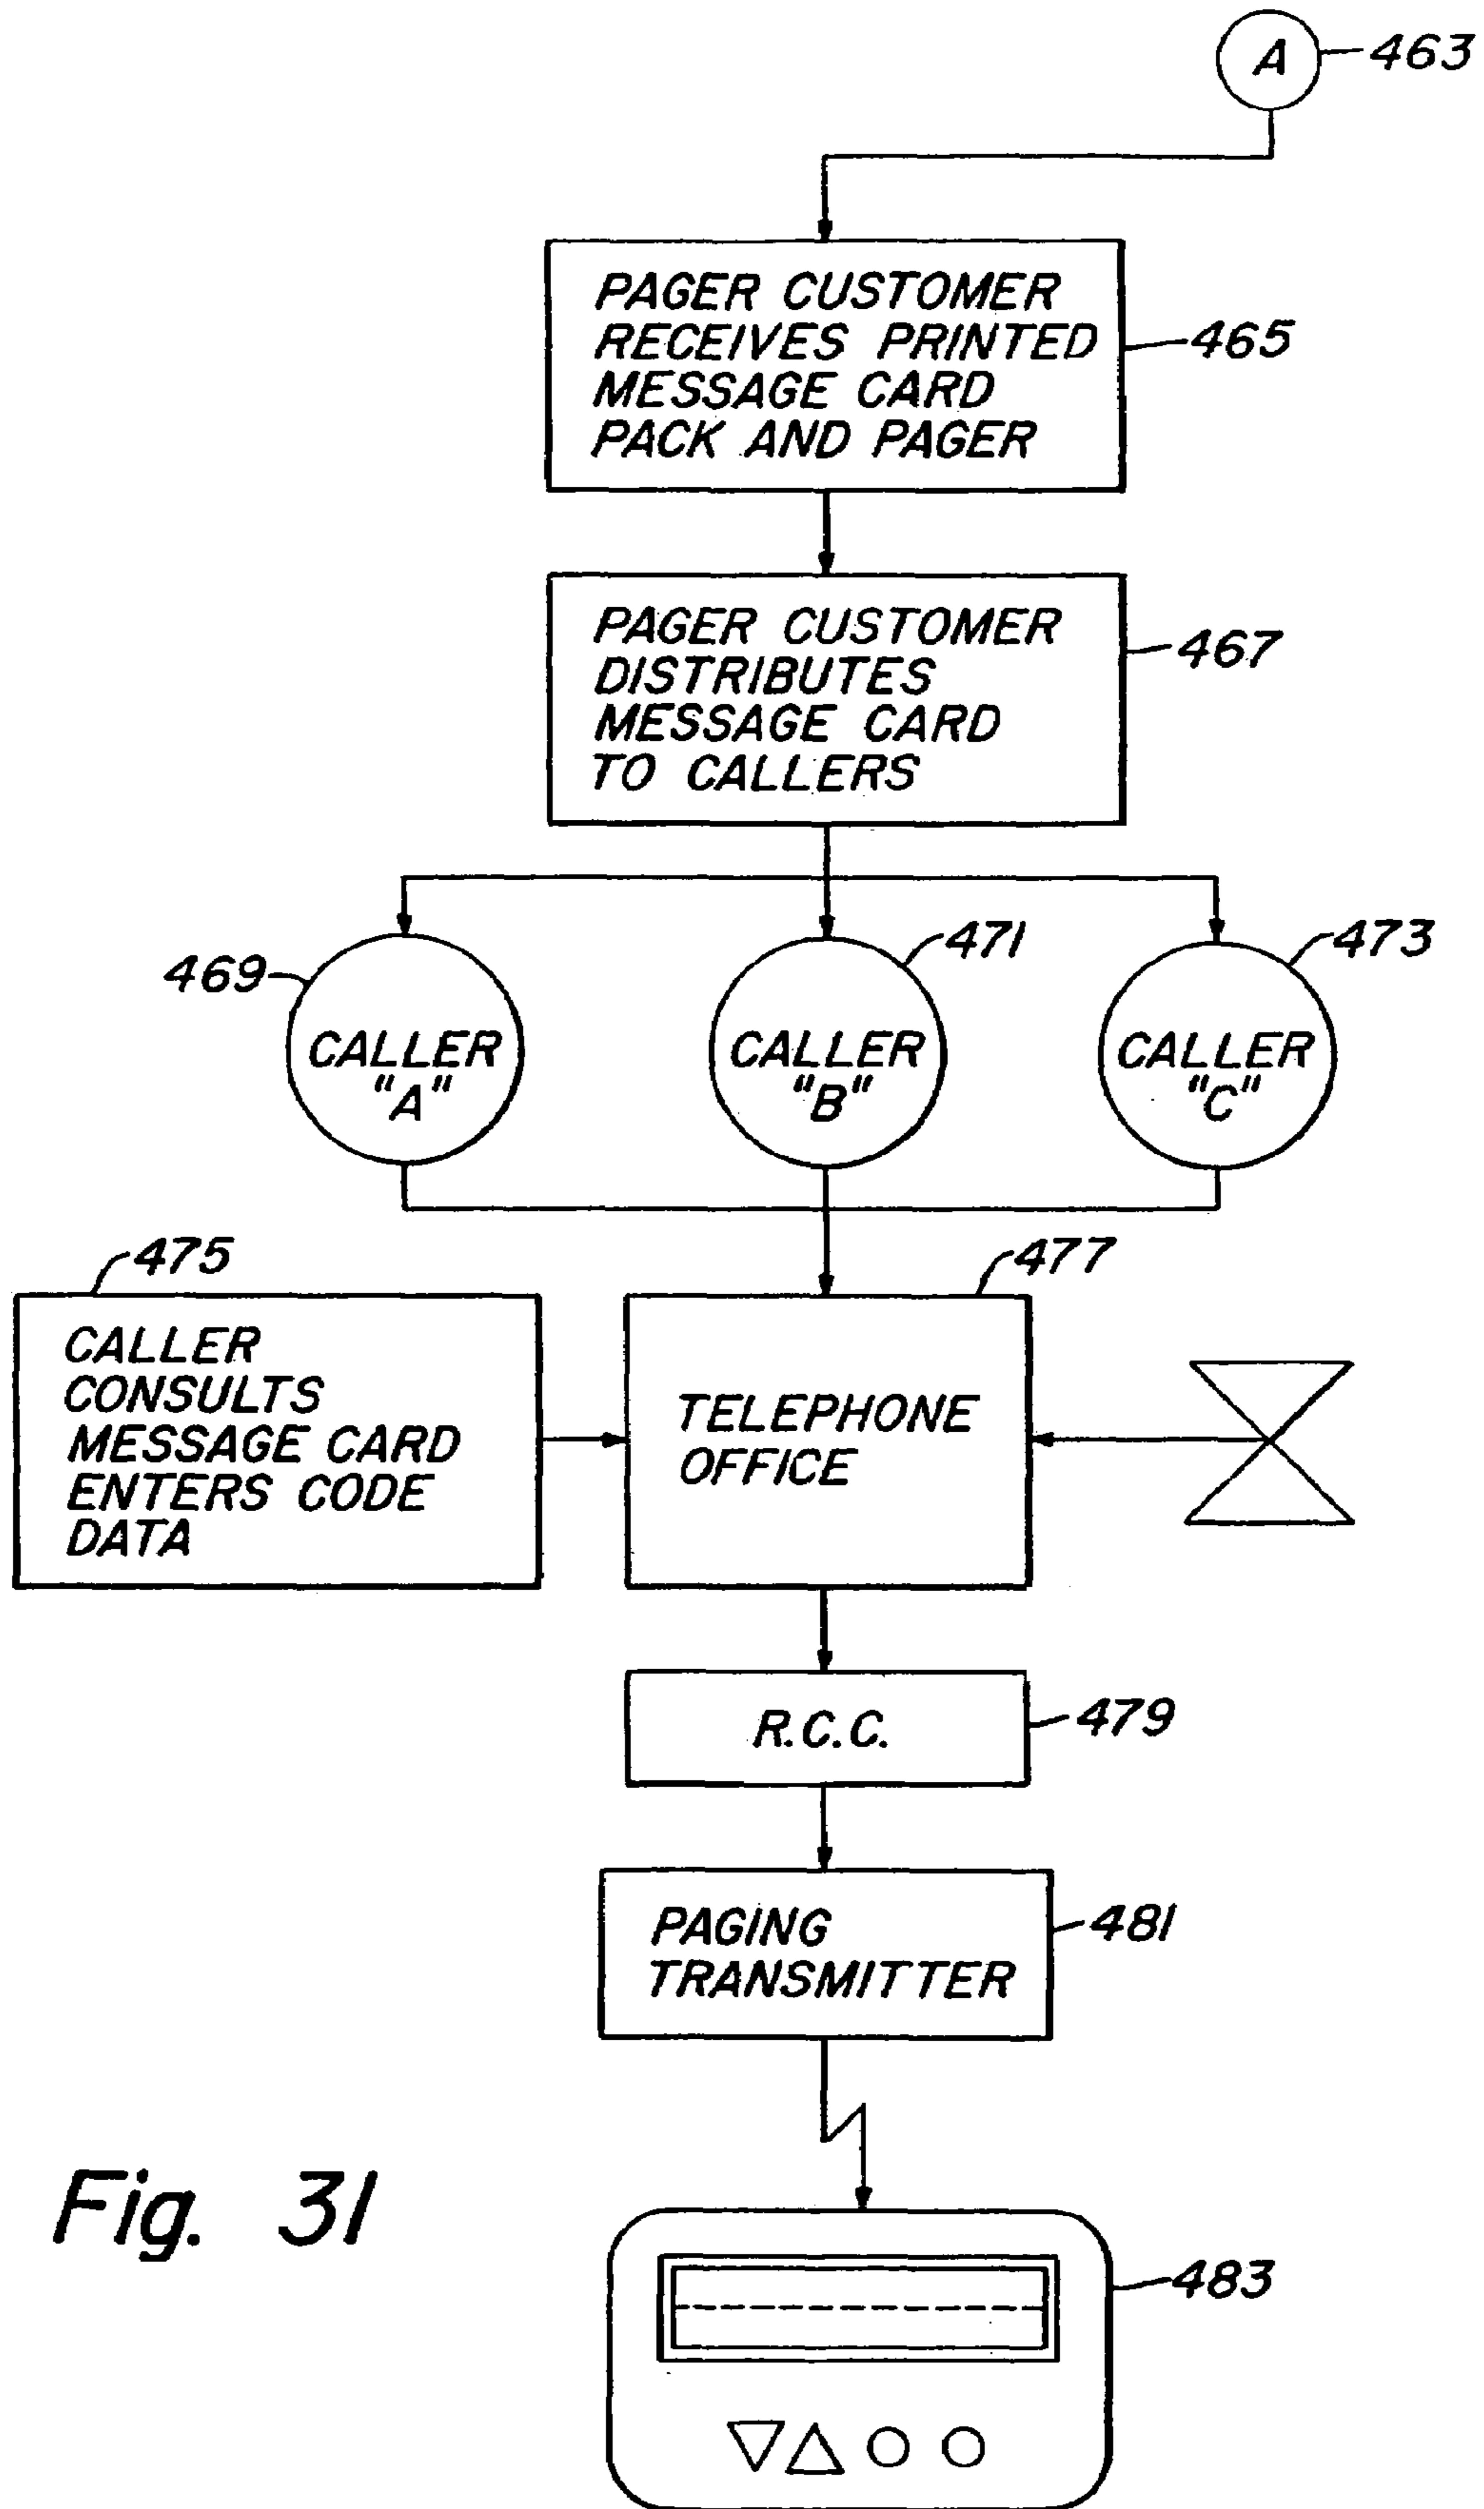 A
463
PAGER CUSTOMER
RECEIVES PRINTED
MESSAGE CARD
PACK AND PAGER
465
PAGER CUSTOMER
DISTRIBUTES
MESSAGE CARD
TO CALLERS
467
469
471
473
CALLER
"A"
CALLER
"B"
CALLER
"C"
475
477
CALLER
CONSULTS
MESSAGE CARD
ENTERS CODE
DATA
TELEPHONE
OFFICE
R.C.C.
479
PAGING
TRANSMITTER
481
Fig. 31
483